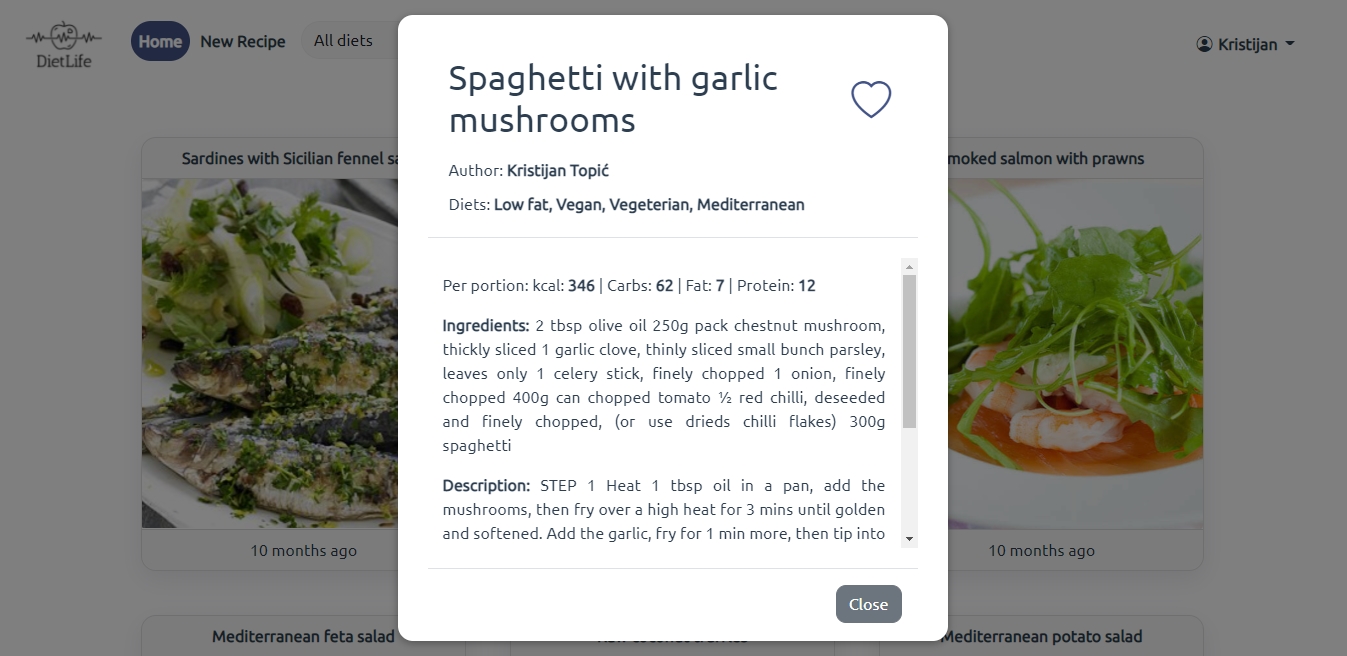 DietLife
Home
New Recipe
All diets
Kristijan
Sardines with Sicilian fennel sa
moked salmon with prawns
Spaghetti with garlic
mushrooms
Author: Kristijan Topić
Diets: Low fat, Vegan, Vegeterian, Mediterranean
Per portion: kcal: 346 | Carbs: 62 | Fat: 7 | Protein: 12
Ingredients: 2 tbsp olive oil 250g pack chestnut mushroom,
thickly sliced 1 garlic clove, thinly sliced small bunch parsley,
leaves only 1 celery stick, finely chopped 1 onion, finely
chopped 400g can chopped tomato ½ red chilli, deseeded
and finely chopped, (or use drieds chilli flakes) 300g
spaghetti
Description: STEP 1 Heat 1 tbsp oil in a pan, add the
mushrooms, then fry over a high heat for 3 mins until golden
and softened. Add the garlic, fry for 1 min more, then tip into
10 months ago
10 months ago
Close
Mediterranean feta salad
Mediterranean potato salad